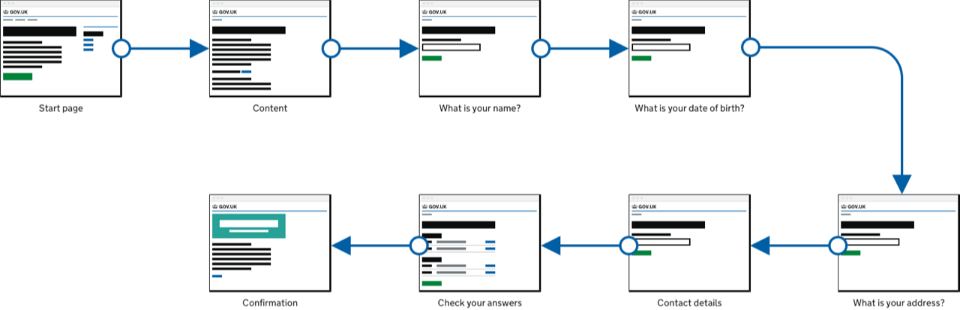 GOV.UK
GOV.UK
GOV.UK
GOV.UK
Start page
Content
What is your name?
What is your date of birth?
GOV.UK
GOV.UK
GOV.UK
GOV.UK
Confirmation
Check your answers
Contact details
What is your address?